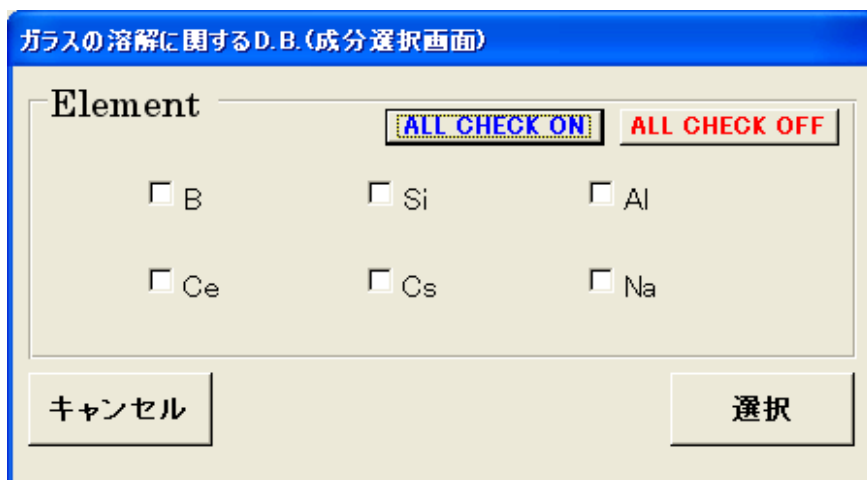 ガラスの溶解に関するD.B.(成分選択画面)
Element
ALL CHECK ON ALL CHECK OFF
B Si Al
Ce Cs Na
キャンセル 選択